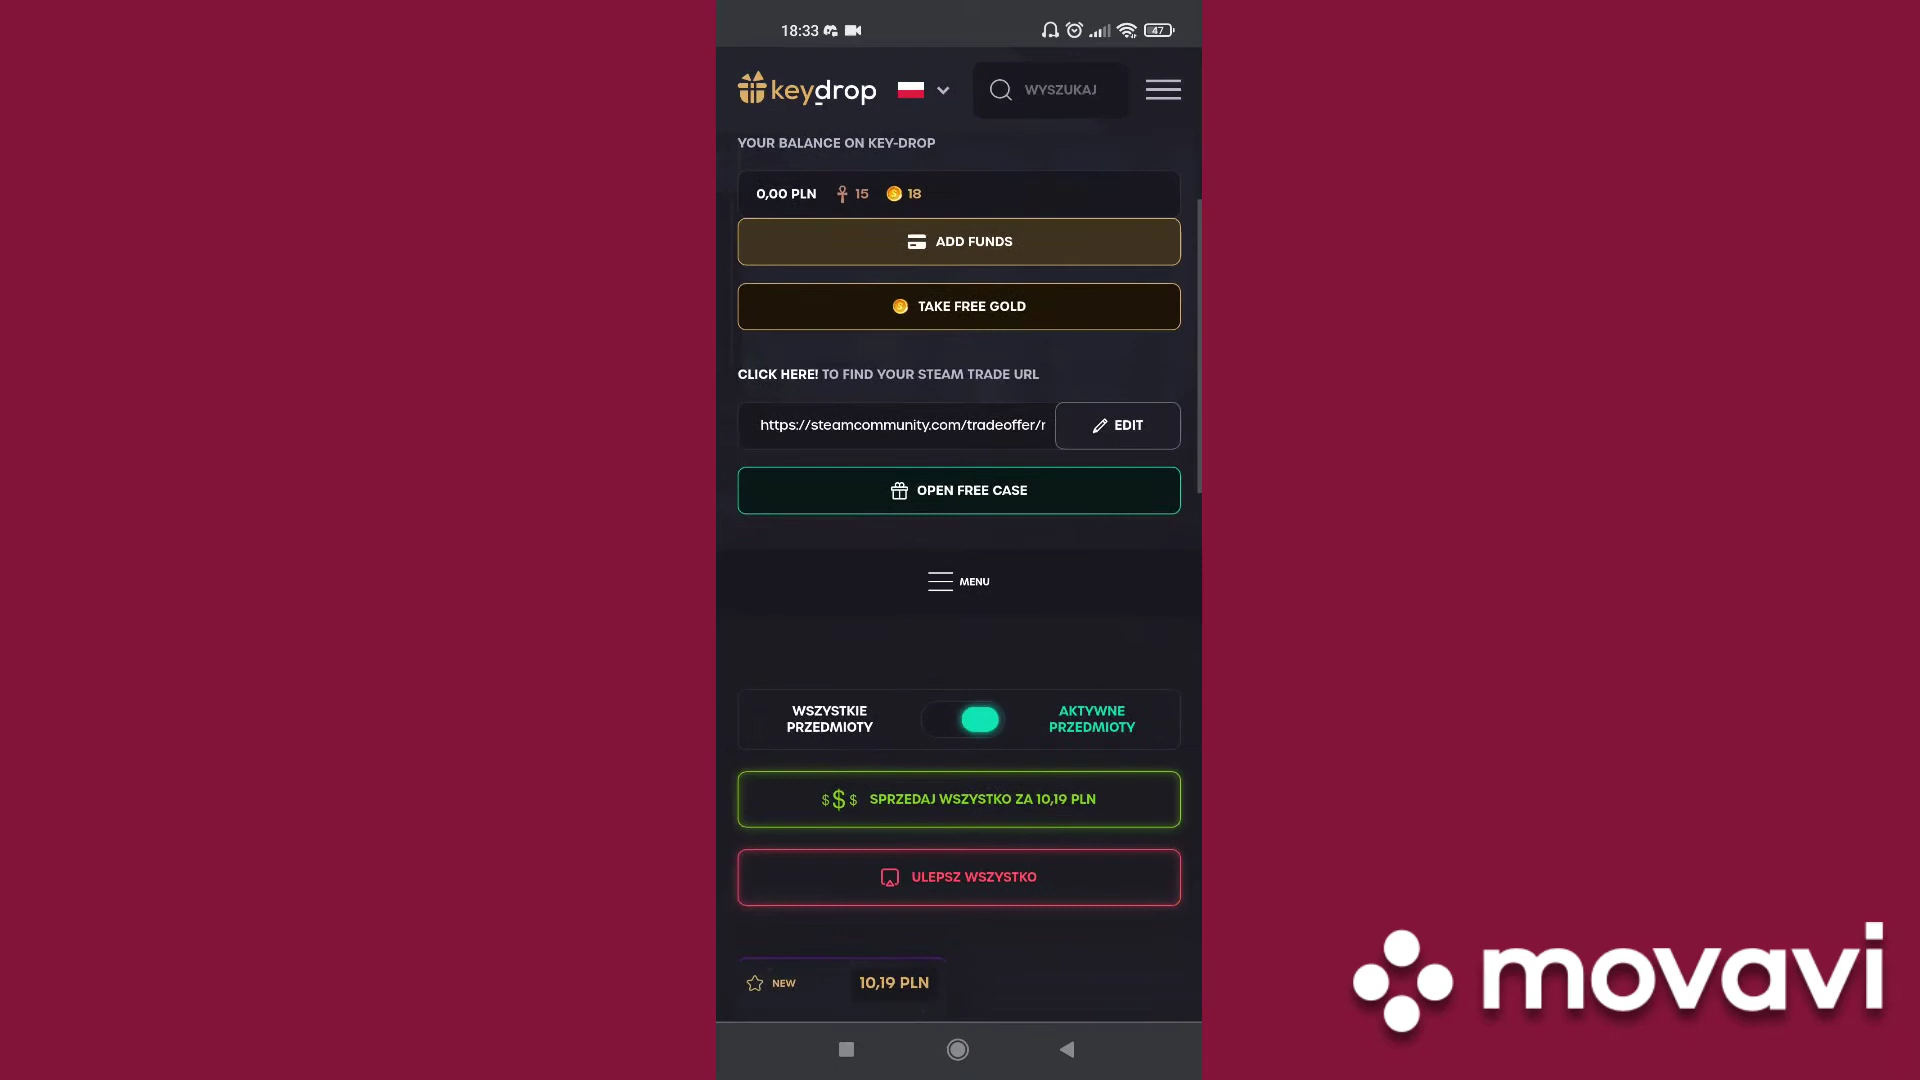 18:33
47
keydrop
WYSZUKAJ
YOUR BALANCE ON KEY-DROP
0,00 PLN 15 18
ADD FUNDS
TAKE FREE GOLD
CLICK HERE! TO FIND YOUR STEAM TRADE URL
https://steamcommunity.com/tradeoffer/r
EDIT
OPEN FREE CASE
MENU
WSZYSTKIE
PRZEDMIOTY
AKTYWNE
PRZEDMIOTY
$ $ $ SPRZEDAJ WSZYSTKO ZA 10,19 PLN
ULEPSZ WSZYSTKO
NEW
10,19 PLN
movavi